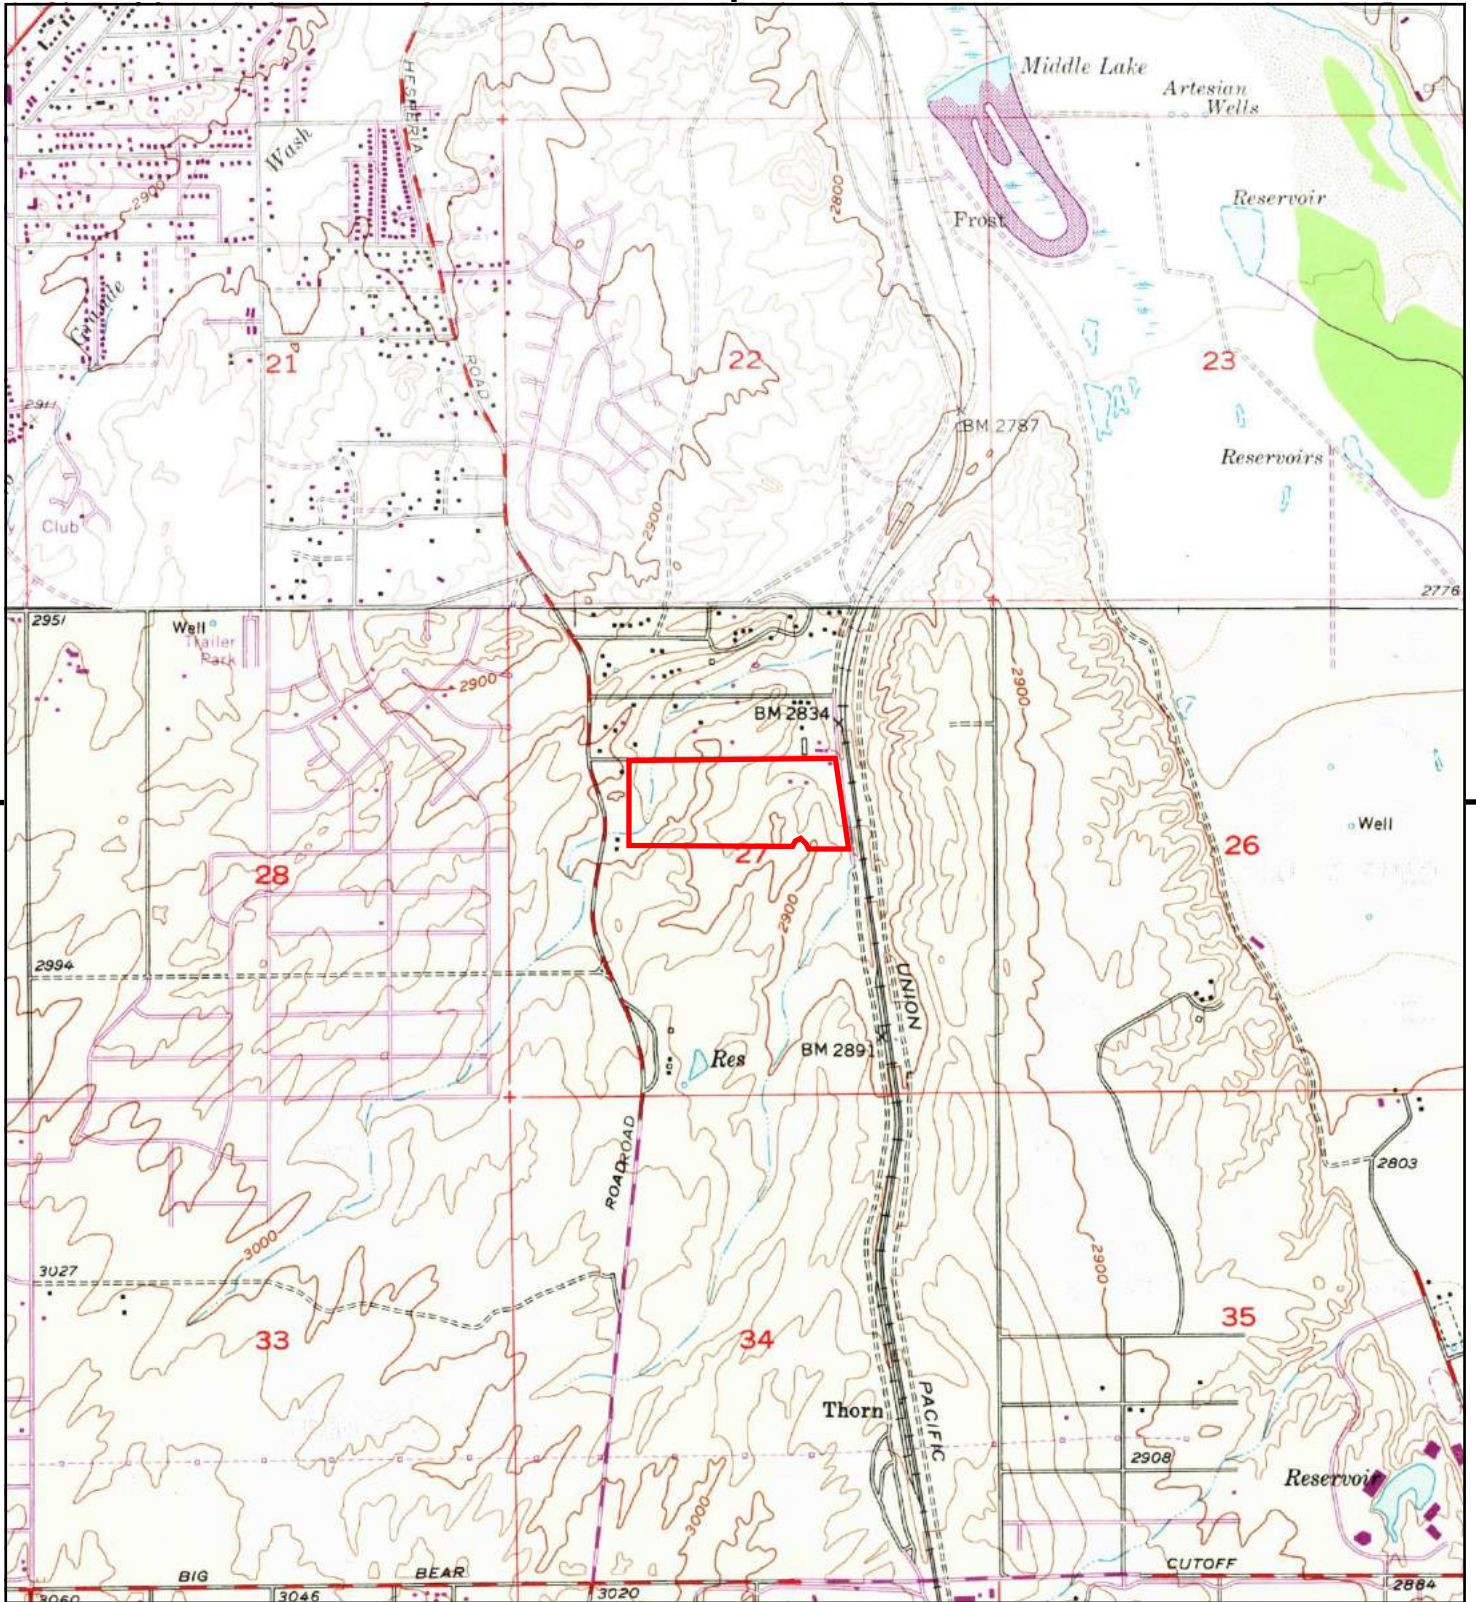 Middle Lake
Artesian
Wells
HESPERIA
Wash
2900
2800
Reservoir
Frost
Grande
21
ROAD
22
23
2911
BM 2787
Reservoirs
Club
2900
2776
2951
Well
Trailer
Park
2900
2900
BM 2834
Well
27
26
28
2900
2994
UNION
BM 2891
Res
ROAD
ROAD
2803
3000
2900
3027
33
34
35
Thorn
PACIFIC
2908
Reservoir
3000
BIG
BEAR
CUTOFF
3060
3046
3020
2884